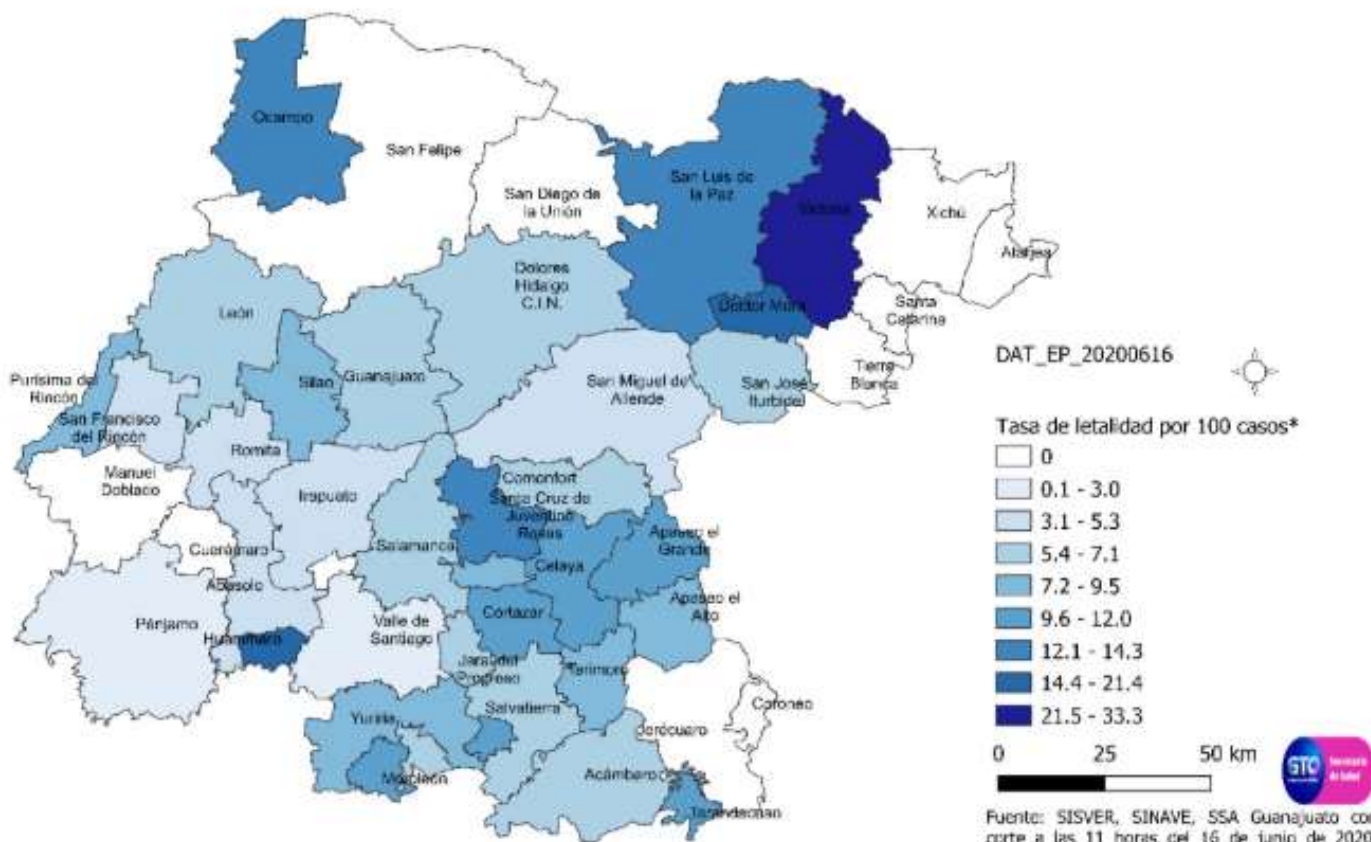 Ocampo
San Felipe
San Diego de
la Unión
San Luis de
la Paz
Victoria
Xichú
Atarjea
Santa
Catarina
Tierra
Blanca
Doctor Mora
Dolores
Hidalgo
C.I.N.
León
Silao
Guanajuato
San Miguel de
Allende
San José
Iturbide
Purísima del
Rincón
San Francisco
del Rincón
Romita
Manuel
Doblado
Irapuato
Cuerámaro
Abasolo
Pénjamo
Huanímaro
Salamanca
Comonfort
Santa Cruz de
Juventino
Rosas
Apaseo el
Grande
Celaya
Cortazar
Apaseo el
Alto
Valle de
Santiago
Jaral del
Progreso
Tarimoro
Salvatierra
Yuriria
Moroleón
Acámbaro
Jerécuaro
Coroneo
Tarandacuao
DAT_EP_20200616
Tasa de letalidad por 100 casos*
0
0.1 - 3.0
3.1 - 5.3
5.4 - 7.1
7.2 - 9.5
9.6 - 12.0
12.1 - 14.3
14.4 - 21.4
21.5 - 33.3
0 25 50 km
GTO
Secretaría
de Salud
Fuente: SISVER, SINAVE, SSA Guanajuato con
corte a las 11 horas del 16 de junio de 2020